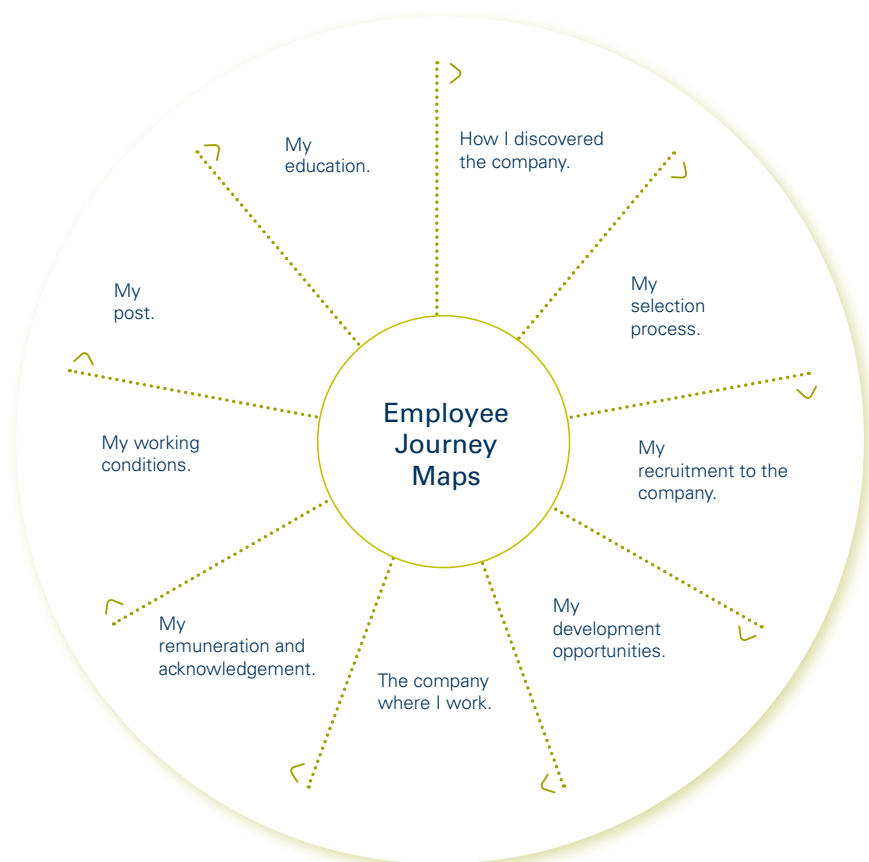 Employee
Journey
Maps
How I discovered
the company.
My
selection
process.
My
recruitment to the
company.
My
development
opportunities.
The company
where I work.
My
remuneration and
acknowledgement.
My working
conditions.
My
post.
My
education.